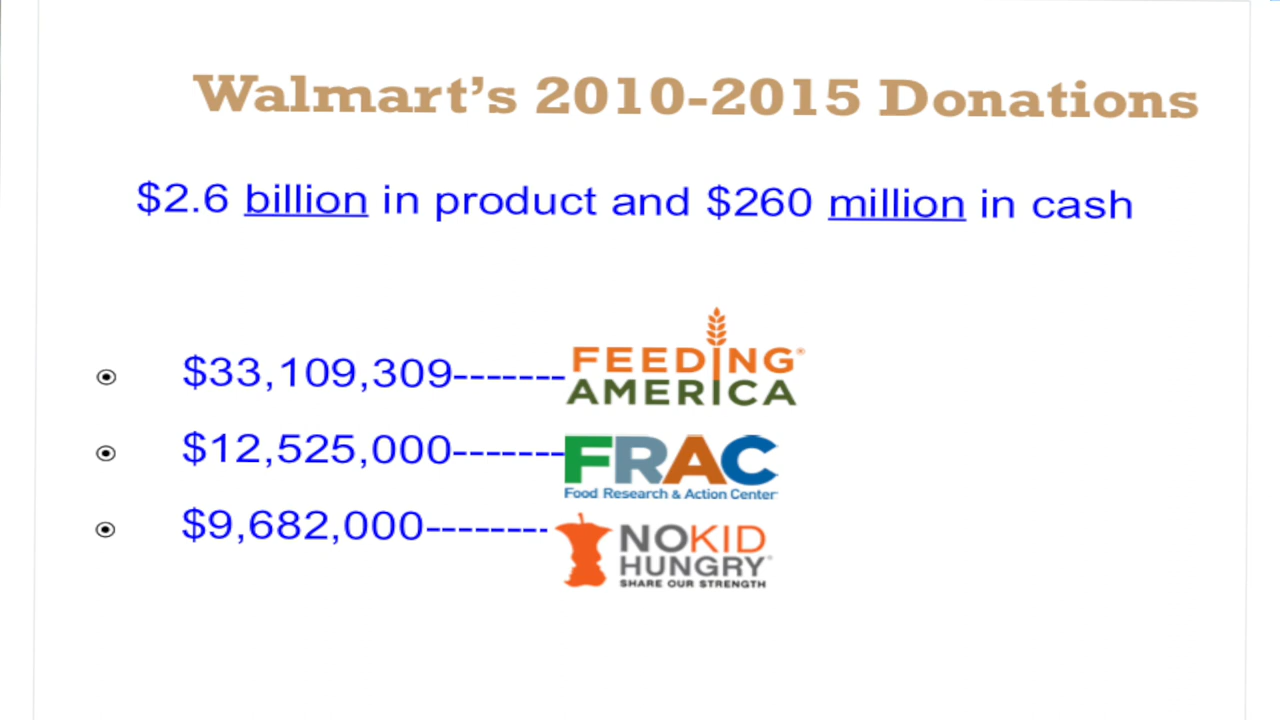 Walmart's 2010-2015 Donations
$2.6 billion in product and $260 million in cash
$33,109,309------- FEEDING® AMERICA
$12,525,000------- FRAC
Food Research & Action Center
$9,682,000-------- NOKID
HUNGRY®
SHARE OUR STRENGTH